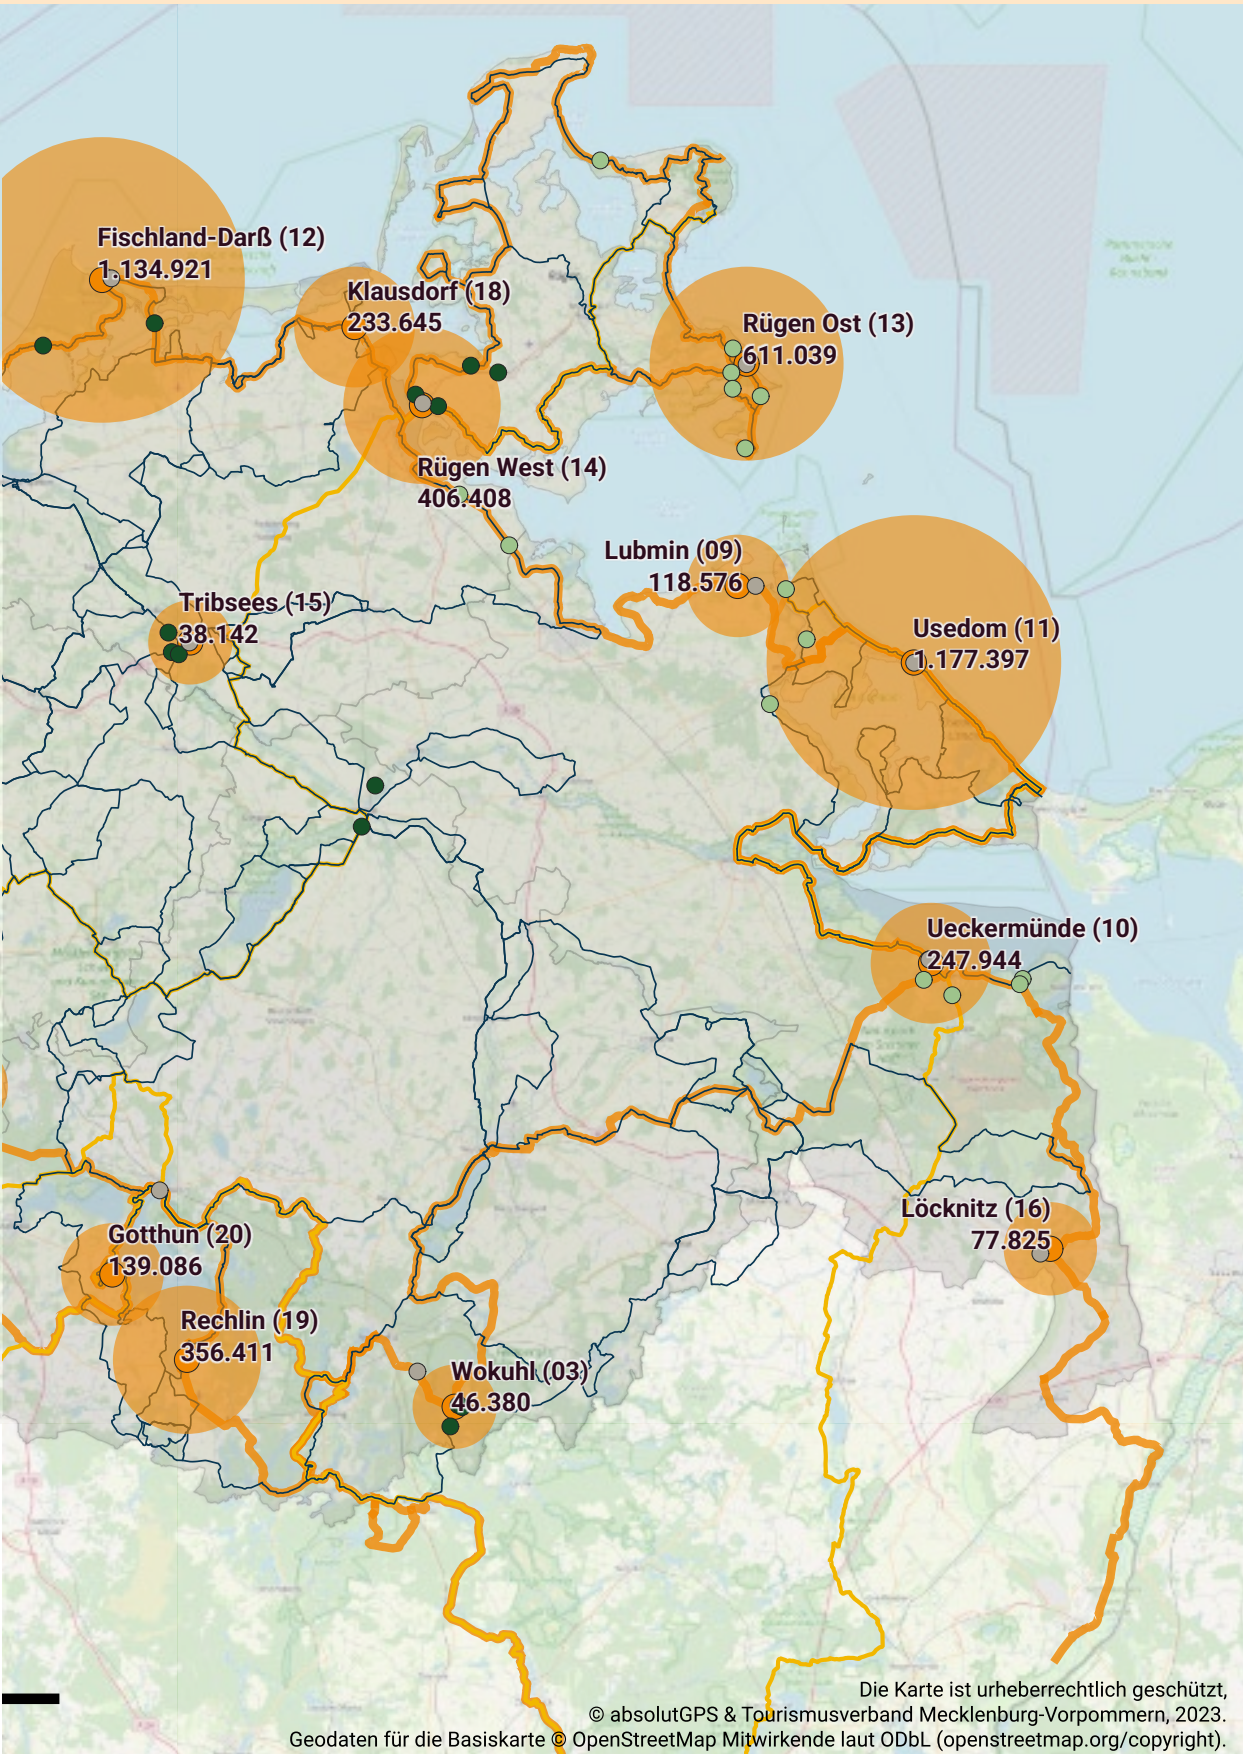 Fischland-Darß (12)
1.134.921
Klausdorf (18)
233.645
Rügen Ost (13)
611.039
Rügen West (14)
406.408
Lubmin (09)
118.576
Tribsees (15)
38.142
Usedom (11)
1.177.397
Ueckermünde (10)
247.944
Löcknitz (16)
77.825
Gotthun (20)
139.086
Rechlin (19)
356.411
Wokuhl (03)
46.380
Die Karte ist urheberrechtlich geschützt,
© absolutGPS & Tourismusverband Mecklenburg-Vorpommern, 2023.
Geodaten für die Basiskarte © OpenStreetMap Mitwirkende laut ODbL (openstreetmap.org/copyright).